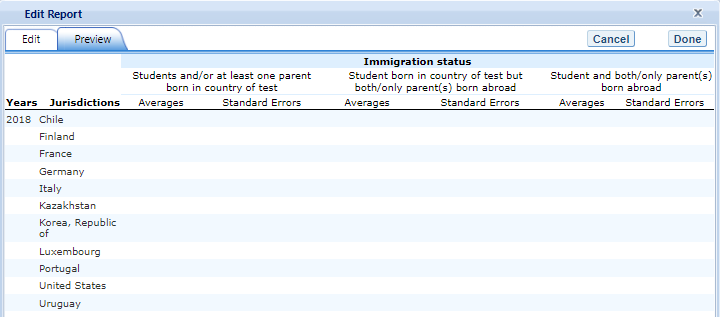 Edit Report x
Edit Preview Cancel Done
Immigration status
Students and/or at least one parent Student born in country of test but Student and both/only parent(s)
born in country of test both/only parent(s) born abroad born abroad
Years Jurisdictions Averages Standard Errors Averages Standard Errors Averages Standard Errors
2018 Chile
Finland
France
Germany
Italy
Kazakhstan
Korea, Republic
of
Luxembourg
Portugal
United States
Uruguay